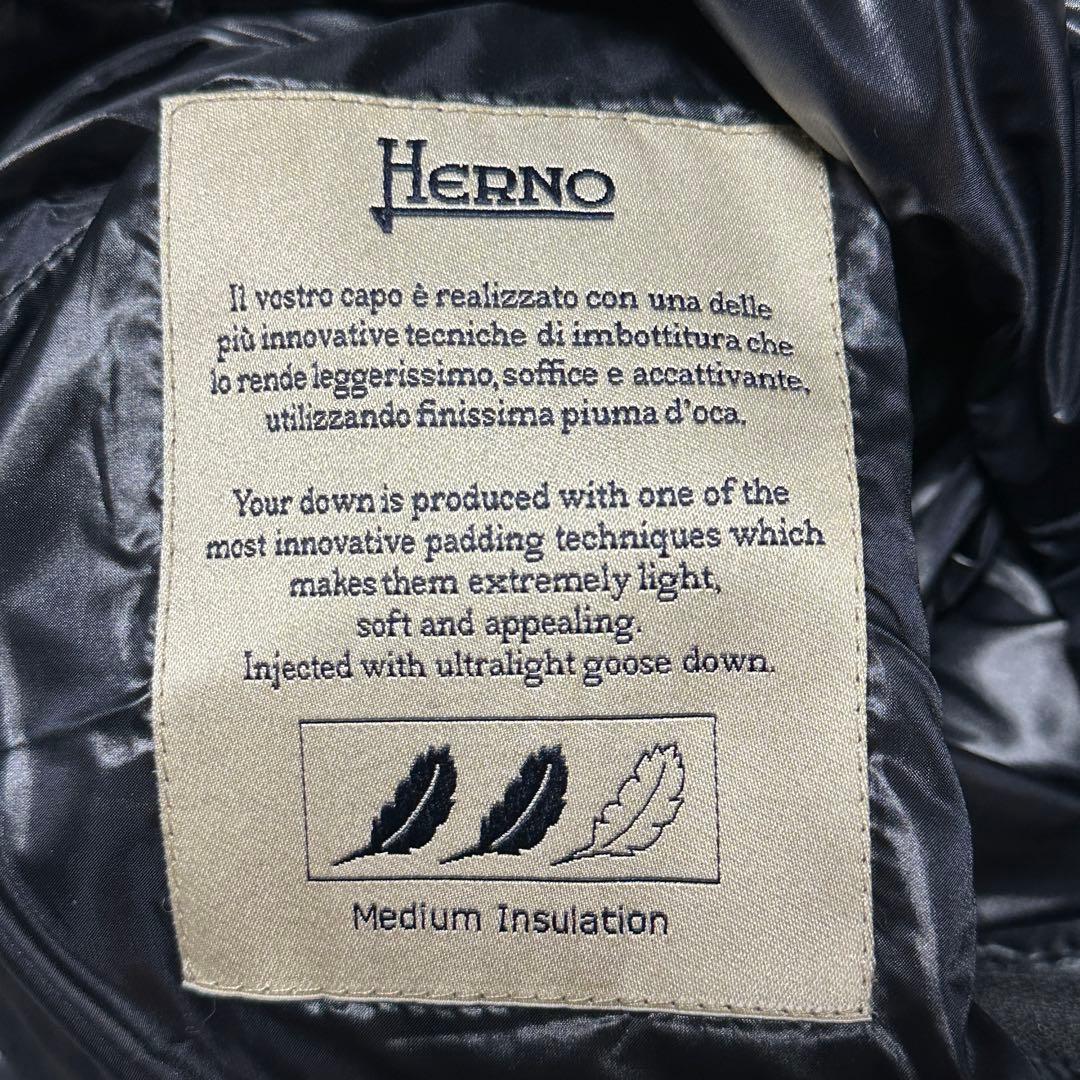 HERNO
Il vostro capo è realizzato con una delle
più innovative tecniche di imbottitura che
lo rende leggerissimo, soffice e accattivante,
utilizzando finissima piuma d'oca.
Your down is produced with one of the
most innovative padding techniques which
makes them extremely light,
soft and appealing.
Injected with ultralight goose down.
Medium Insulation